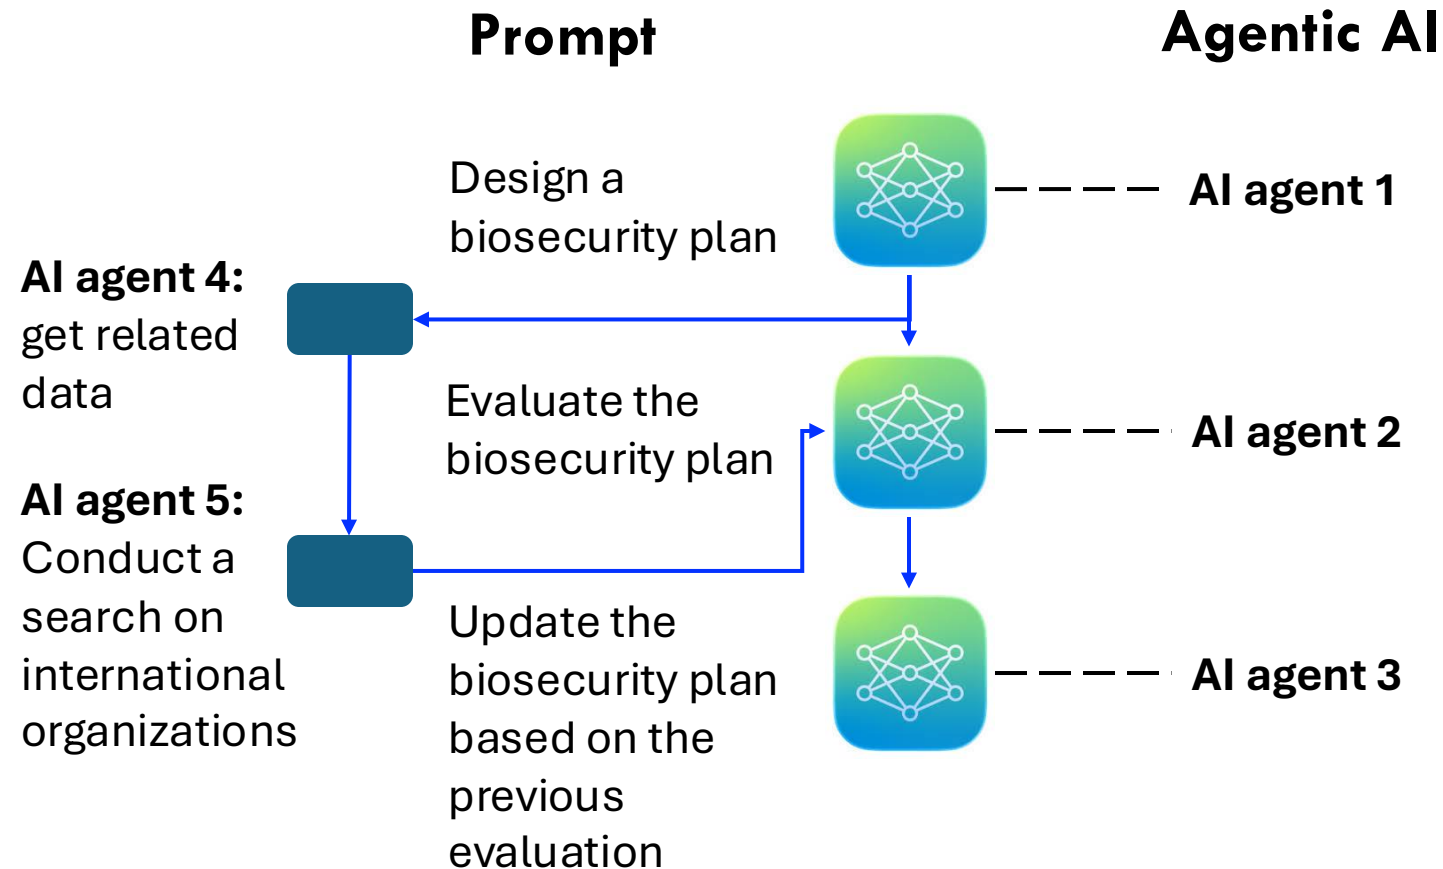 Prompt
Agentic AI
Design a
biosecurity plan
AI agent 1
AI agent 4:
get related
data
Evaluate the
biosecurity plan
AI agent 2
AI agent 5:
Conduct a
search on
international
organizations
Update the
biosecurity plan
based on the
previous
evaluation
AI agent 3